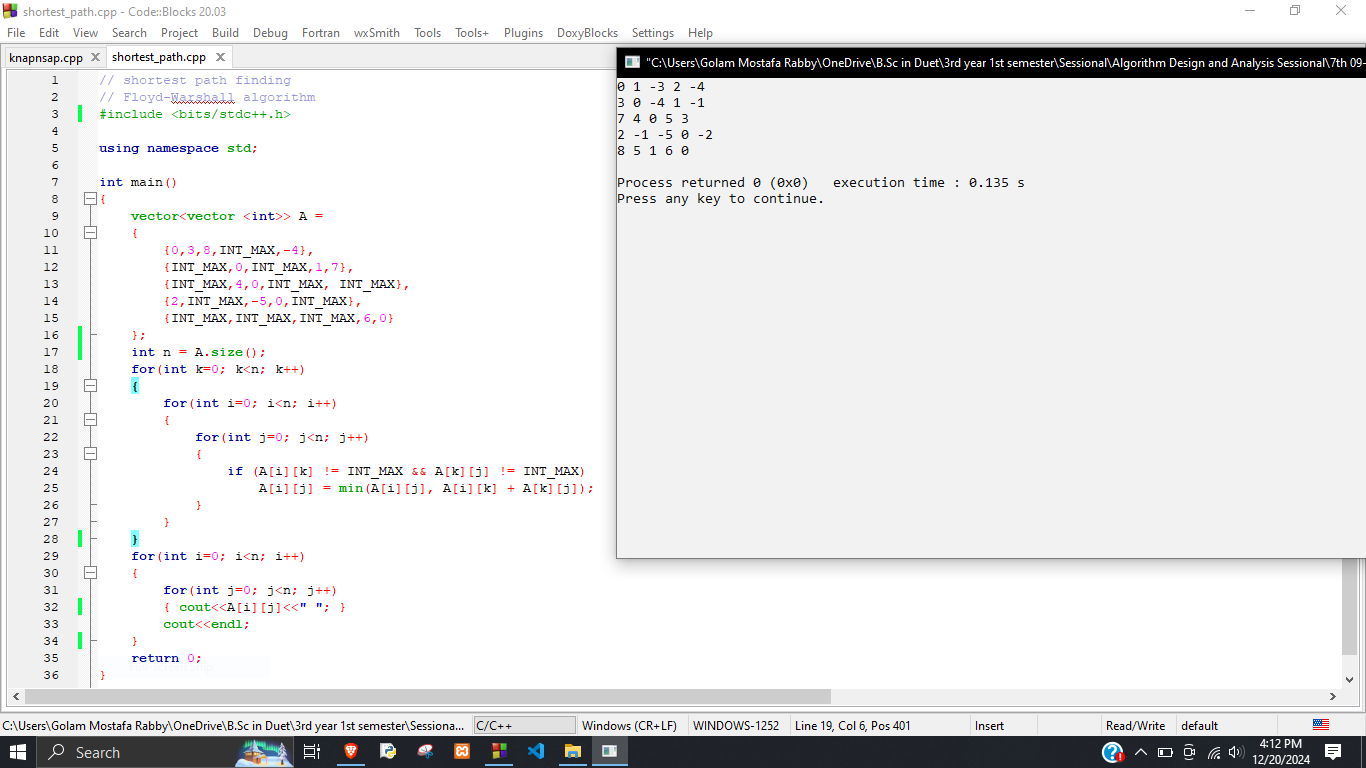 shortest_path.cpp - Code::Blocks 20.03
File Edit View Search Project Build Debug Fortran wxSmith Tools Tools+ Plugins DoxyBlocks Settings Help
knapnsap.cpp shortest_path.cpp
1 // shortest path finding
2 // Floyd-Warshall algorithm
3 #include <bits/stdc++.h>
4
5 using namespace std;
6
7 int main()
8 {
9 vector<vector <int>> A =
10 {
11 {0,3,8,INT_MAX,-4},
12 {INT_MAX,0,INT_MAX,1,7},
13 {INT_MAX,4,0,INT_MAX, INT_MAX},
14 {2,INT_MAX,-5,0,INT_MAX},
15 {INT_MAX,INT_MAX,INT_MAX,6,0}
16 };
17 int n = A.size();
18 for(int k=0; k<n; k++)
19 {
20 for(int i=0; i<n; i++)
21 {
22 for(int j=0; j<n; j++)
23 {
24 if (A[i][k] != INT_MAX && A[k][j] != INT_MAX)
25 A[i][j] = min(A[i][j], A[i][k] + A[k][j]);
26 }
27 }
28 }
29 for(int i=0; i<n; i++)
30 {
31 for(int j=0; j<n; j++)
32 { cout<<A[i][j]<<" "; }
33 cout<<endl;
34 }
35 return 0;
36 }
"C:\Users\Golam Mostafa Rabby\OneDrive\B.Sc in Duet\3rd year 1st semester\Sessional\Algorithm Design and Analysis Sessional\7th 09-
0 1 -3 2 -4
3 0 -4 1 -1
7 4 0 5 3
2 -1 -5 0 -2
8 5 1 6 0
Process returned 0 (0x0) execution time : 0.135 s
Press any key to continue.
C:\Users\Golam Mostafa Rabby\OneDrive\B.Sc in Duet\3rd year 1st semester\Sessiona... C/C++ Windows (CR+LF) WINDOWS-1252 Line 19, Col 6, Pos 401 Insert Read/Write default
Search
4:12 PM
12/20/2024